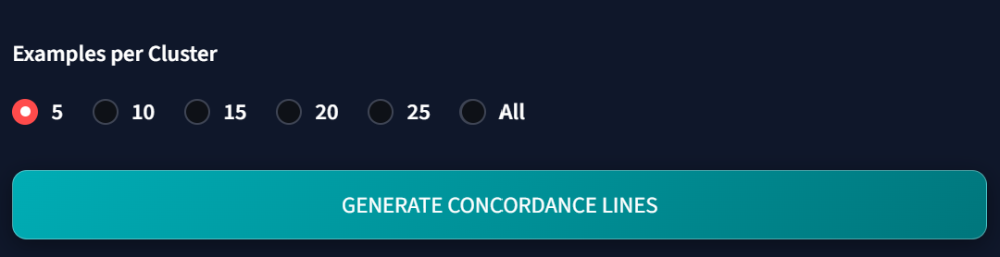 Examples per Cluster
5 10 15 20 25 All
GENERATE CONCORDANCE LINES